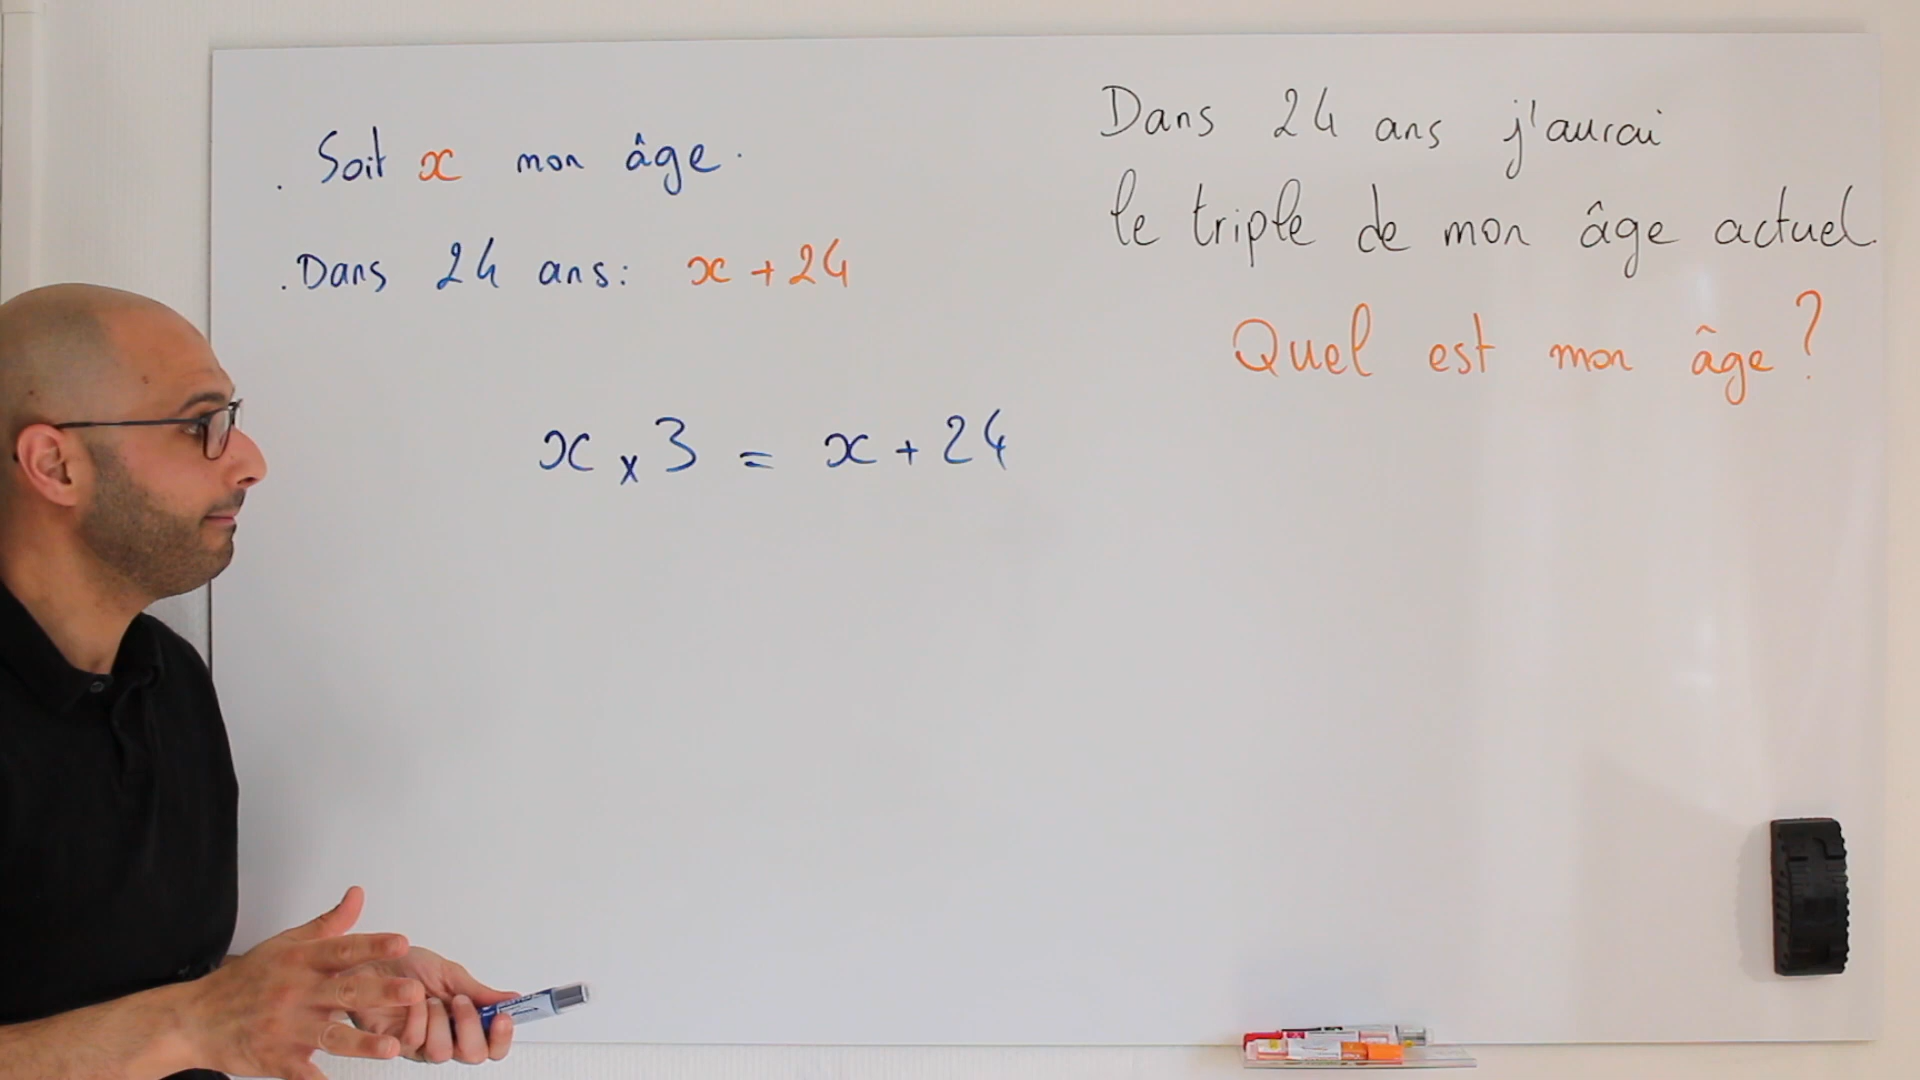 . Soit x mon âge.
. Dans 24 ans: x + 24
x x 3 = x + 24
Dans 24 ans j'aurai
le triple de mon âge actuel.
Quel est mon âge ?